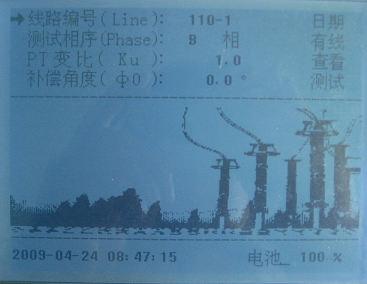 ➔线路编号(Line): 110-1 日期
测试相序(Phase): B 相 有线
PT变比( Ku ): 1.0 查看
补偿角度(ф0 ): 0.0 ° 测试
2009-04-24 08:47:15 电池_ 100 %